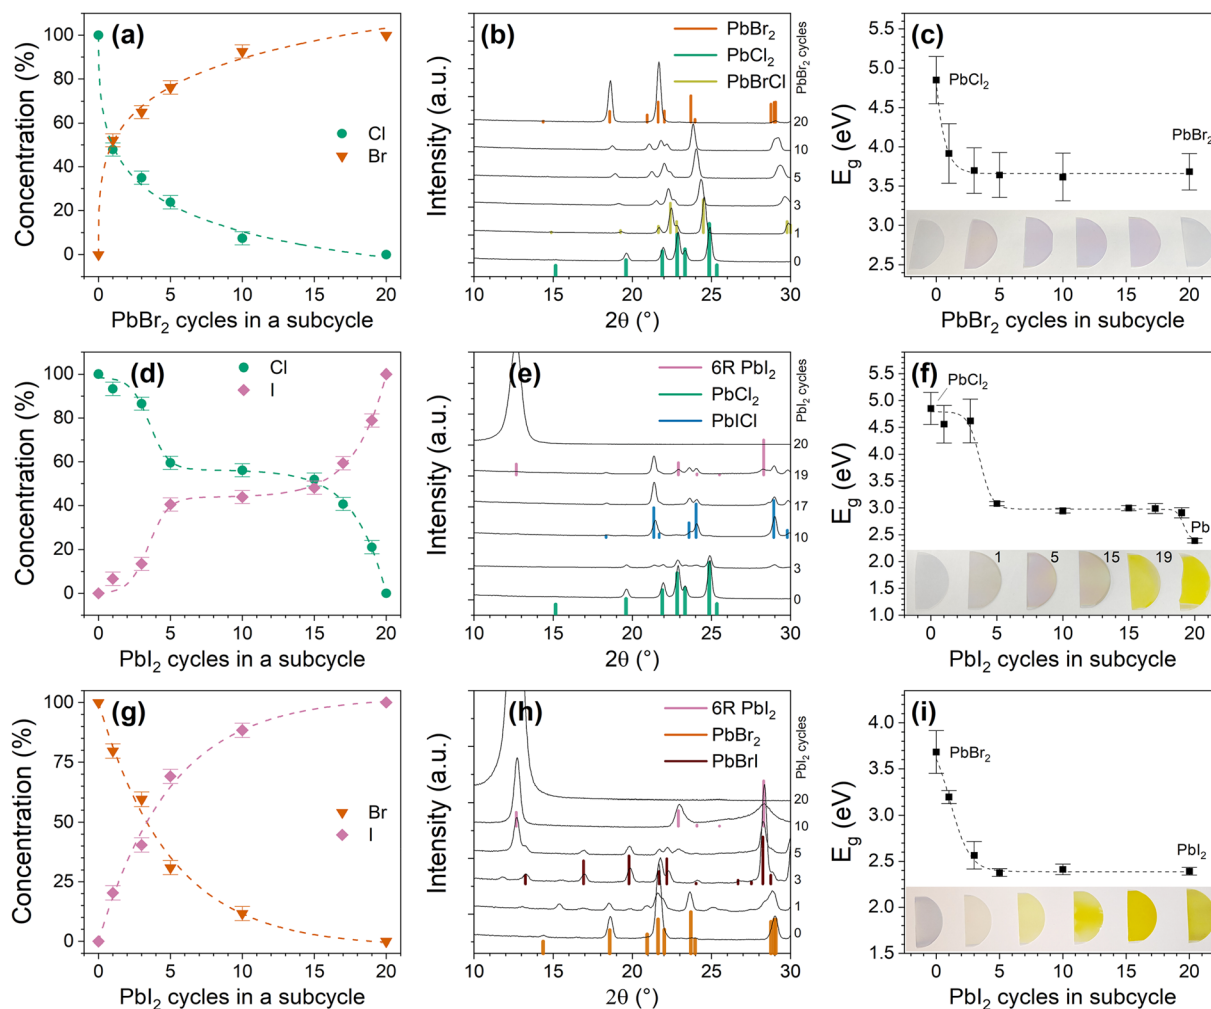 (a)
Concentration (%)
100
80
60
40
20
0
Cl
Br
0
5
10
15
20
PbBr₂ cycles in a subcycle
(b)
Intensity (a.u.)
PbBr₂
PbCl₂
PbBrCl
PbBr₂ cycles
20
10
5
3
1
0
10
15
20
25
30
2θ (°)
(c)
E_g (eV)
5.0
4.5
4.0
3.5
3.0
2.5
PbCl₂
PbBr₂
0
5
10
15
20
PbBr₂ cycles in a subcycle
(d)
Concentration (%)
100
80
60
40
20
0
Cl
I
0
5
10
15
20
PbI₂ cycles in a subcycle
(e)
Intensity (a.u.)
6R PbI₂
PbCl₂
PbICl
PbI₂ cycles
20
19
17
10
3
0
10
15
20
25
30
2θ (°)
(f)
E_g (eV)
5.5
5.0
4.5
4.0
3.5
3.0
2.5
2.0
1.5
1.0
PbCl₂
Pb
1
5
15
19
0
5
10
15
20
PbI₂ cycles in subcycle
(g)
Concentration (%)
100
75
50
25
0
Br
I
0
5
10
15
20
PbI₂ cycles in a subcycle
(h)
Intensity (a.u.)
6R PbI₂
PbBr₂
PbBrI
PbI₂ cycles
20
10
5
3
1
0
10
15
20
25
30
2θ (°)
(i)
E_g (eV)
4.0
3.5
3.0
2.5
2.0
1.5
PbBr₂
PbI₂
0
5
10
15
20
PbI₂ cycles in subcycle